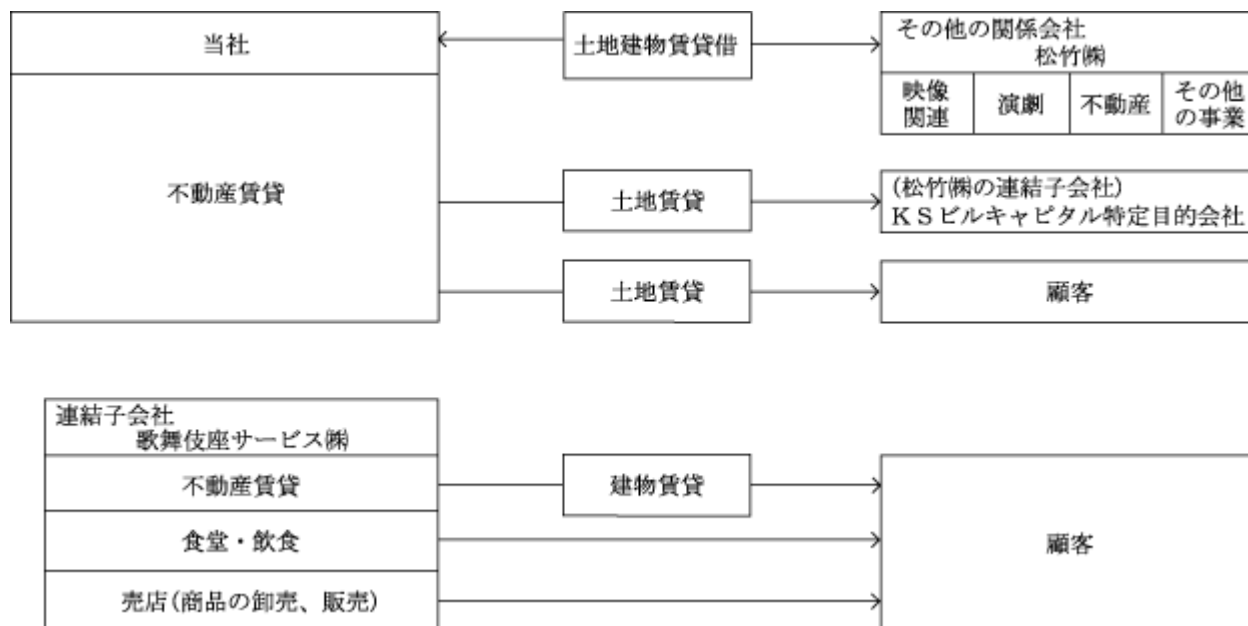 当社
土地建物賃貸借
その他の関係会社
松竹㈱
映像
関連
演劇
不動産
その他
の事業
不動産賃貸
土地賃貸
(松竹㈱の連結子会社)
KSビルキャピタル特定目的会社
土地賃貸
顧客
連結子会社
歌舞伎座サービス㈱
不動産賃貸
建物賃貸
食堂・飲食
顧客
売店(商品の卸売、販売)